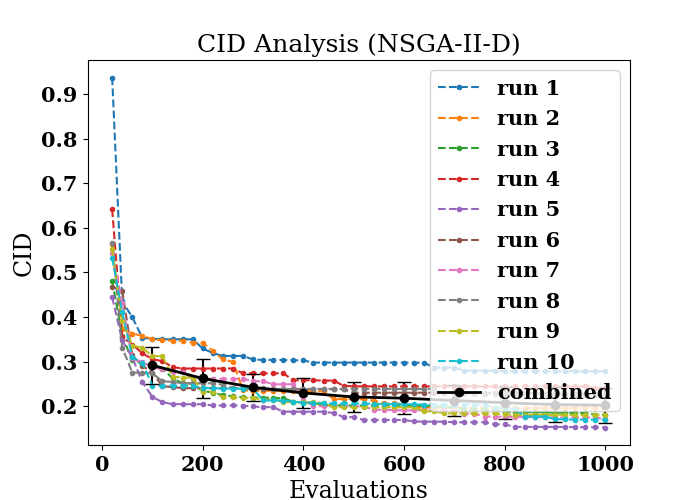 CID Analysis (NSGA-II-D)
CID
0.9
0.8
0.7
0.6
0.5
0.4
0.3
0.2
0
200
400
600
800
1000
Evaluations
run 1
run 2
run 3
run 4
run 5
run 6
run 7
run 8
run 9
run 10
combined